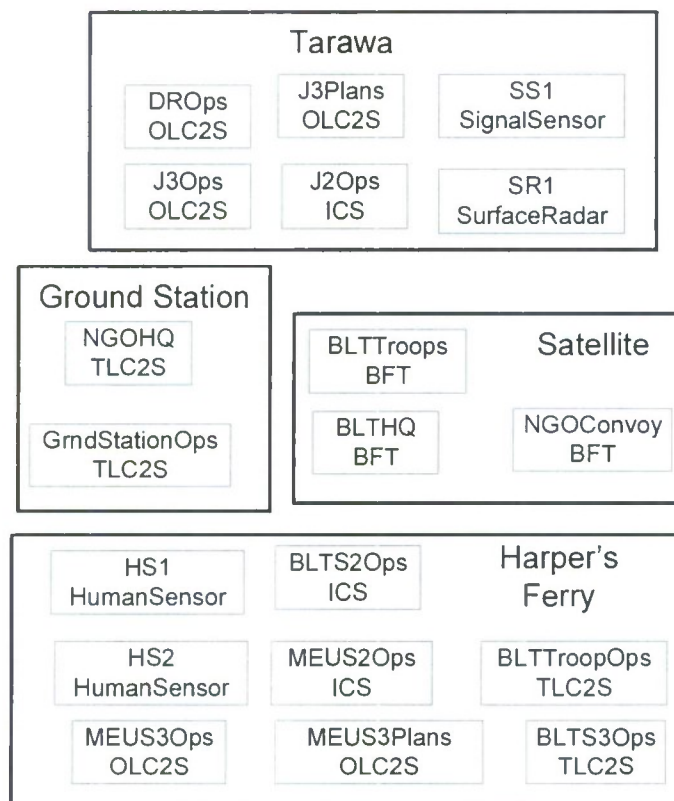 Tarawa
DROps
OLC2S
J3Plans
OLC2S
SS1
SignalSensor
J3Ops
OLC2S
J2Ops
ICS
SR1
SurfaceRadar
Ground Station
NGOHQ
TLC2S
GrndStationOps
TLC2S
Satellite
BLTTroops
BFT
BLTHQ
BFT
NGOConvoy
BFT
Harper's
Ferry
HS1
HumanSensor
BLTS2Ops
ICS
HS2
HumanSensor
MEUS2Ops
ICS
BLTTroopOps
TLC2S
MEUS3Ops
OLC2S
MEUS3Plans
OLC2S
BLTS3Ops
TLC2S